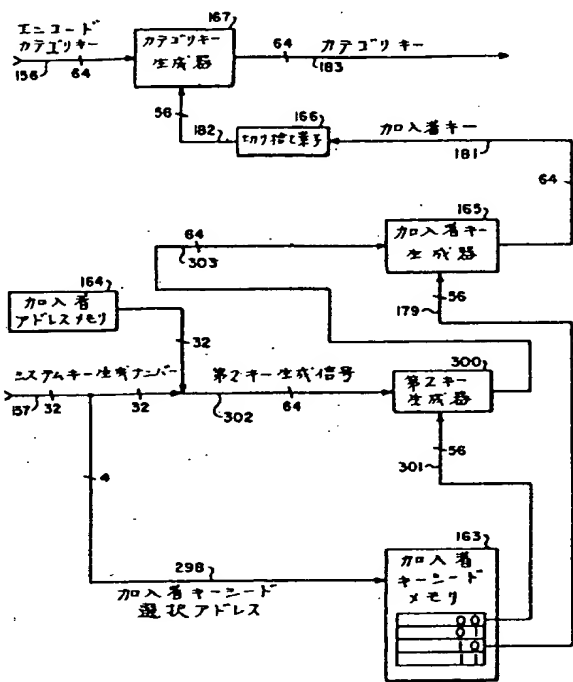 エンコード
カテゴリキー
156
64
167
カテゴリキー
生成器
64
カテゴリキー
183
56
182
166
切り捨て素子
加入者キー
181
64
165
加入者キー
生成器
64
303
179
56
164
加入者
アドレスメモリ
32
システムキー生成ナンバー
157
32
32
第2キー生成信号
302
64
300
第2キー
生成器
56
301
4
298
加入者キーシード
選択アドレス
163
加入者
キーシード
メモリ
00
01
10
11